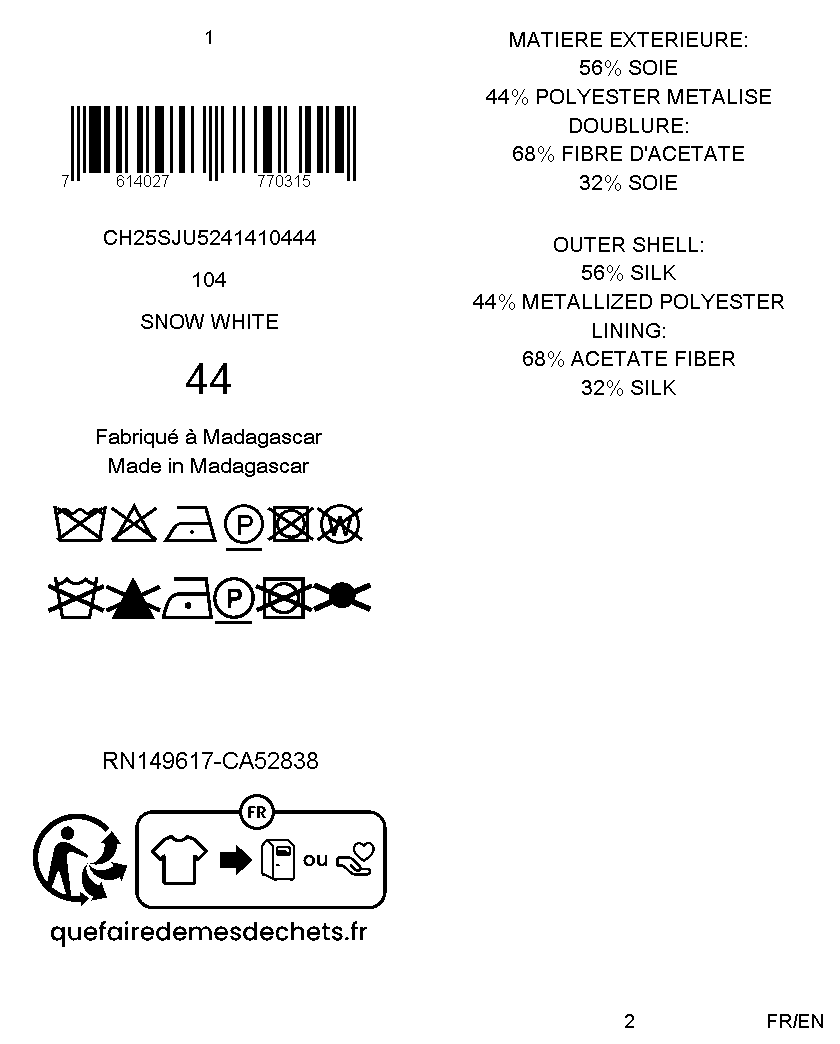 1
7 614027 770315
CH25SJU5241410444
104
SNOW WHITE
44
Fabriqué à Madagascar
Made in Madagascar
P W
P
RN149617-CA52838
FR
ou
quefairedemesdechets.fr
MATIERE EXTERIEURE:
56% SOIE
44% POLYESTER METALISE
DOUBLURE:
68% FIBRE D'ACETATE
32% SOIE
OUTER SHELL:
56% SILK
44% METALLIZED POLYESTER
LINING:
68% ACETATE FIBER
32% SILK
2
FR/EN